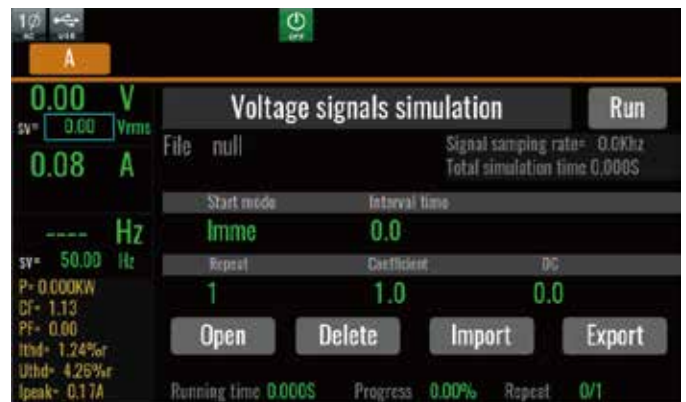 1Ø
AC
USB
OFF
A
0.00 V
sv= 0.00 Vrms
0.08 A
---- Hz
sv= 50.00 Hz
P= 0.000KW
CF= 1.13
PF= 0.00
Ithd= 1.24%r
Uthd= 4.26%r
Ipeak= 0.17A
Voltage signals simulation Run
File null
Signal samping rate= 0.0Khz
Total simulation time 0.000S
Start mode Interval time
Imme 0.0
Repeat Coefficient DC
1 1.0 0.0
Open Delete Import Export
Running time 0.000S Progress 0.00% Repeat 0/1